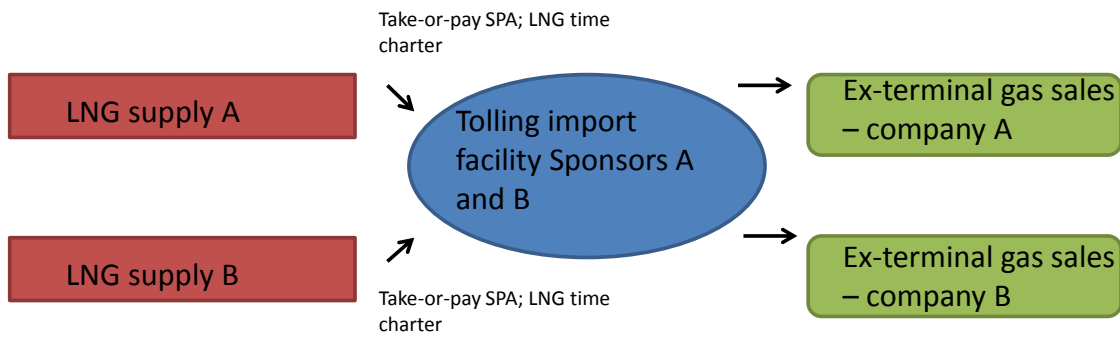 Take-or-pay SPA; LNG time
charter
LNG supply A
Tolling import
facility Sponsors A
and B
Ex-terminal gas sales
– company A
LNG supply B
Ex-terminal gas sales
– company B
Take-or-pay SPA; LNG time
charter